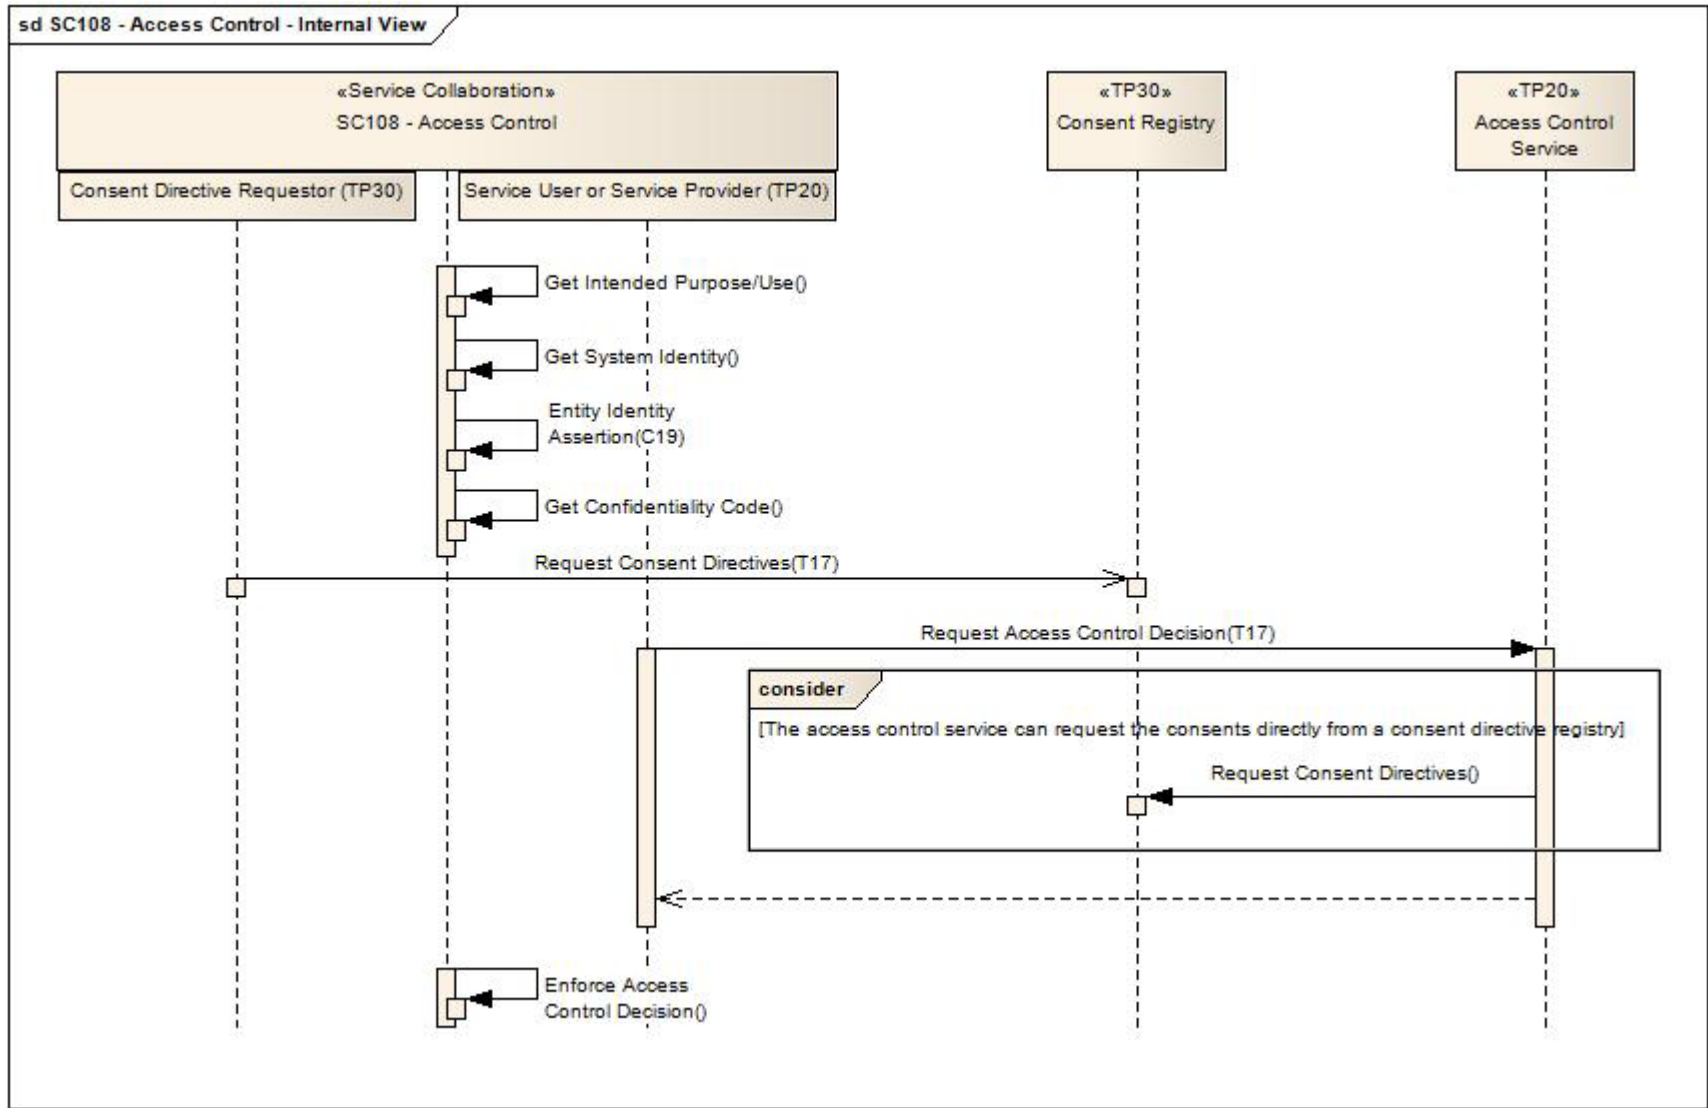 sd SC108 - Access Control - Internal View
«Service Collaboration»
SC108 - Access Control
«TP30»
Consent Registry
«TP20»
Access Control
Service
Consent Directive Requestor (TP30)
Service User or Service Provider (TP20)
Get Intended Purpose/Use()
Get System Identity()
Entity Identity
Assertion(C19)
Get Confidentiality Code()
Request Consent Directives(T17)
Request Access Control Decision(T17)
consider
[The access control service can request the consents directly from a consent directive registry]
Request Consent Directives()
Enforce Access
Control Decision()